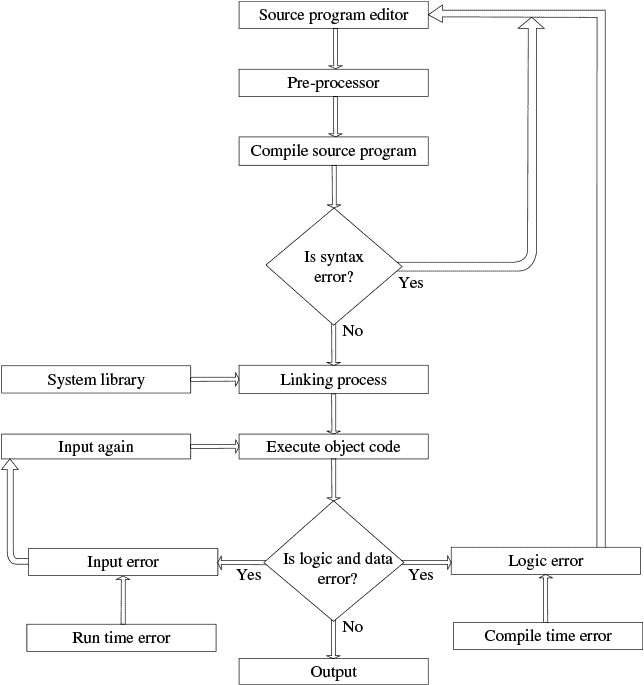 Source program editor
Pre-processor
Compile source program
Is syntax
error?
Yes
No
System library
Linking process
Input again
Execute object code
Input error
Is logic and data
error?
Logic error
Yes
Yes
Run time error
No
Compile time error
Output